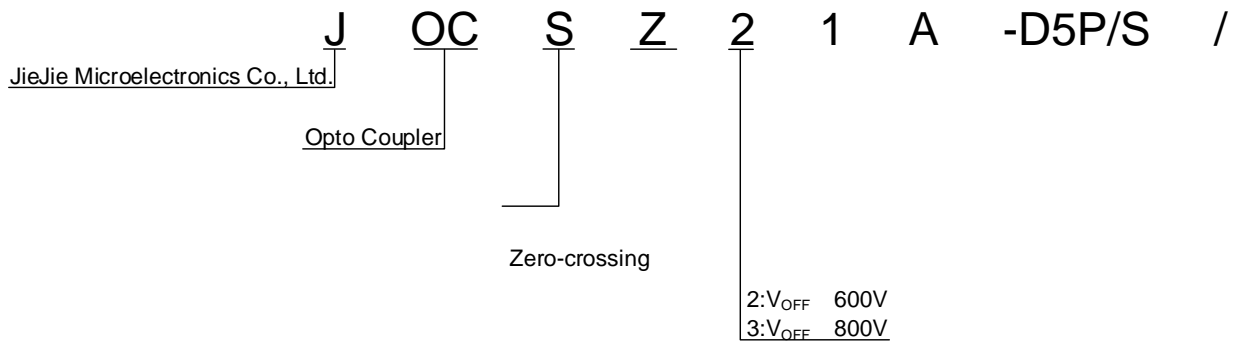 J OC S Z 2 1 A -D5P/S /
JieJie Microelectronics Co., Ltd.
Opto Coupler
Zero-crossing
2:VOFF 600V
3:VOFF 800V